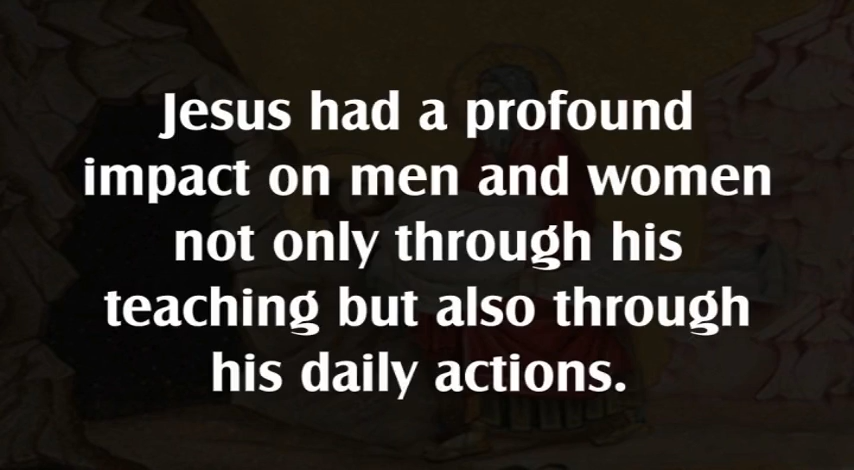 Jesus had a profound
impact on men and women
not only through his
teaching but also through
his daily actions.